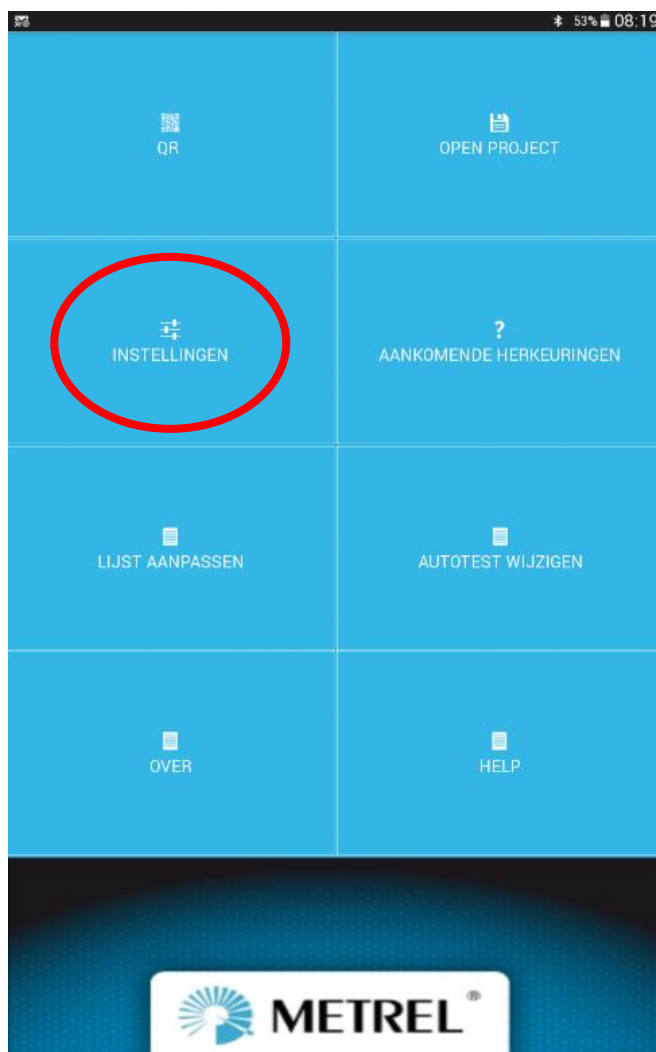 53% 08:19
QR
OPEN PROJECT
INSTELLINGEN
?
AANKOMENDE HERKEURINGEN
LIJST AANPASSEN
AUTOTEST WIJZIGEN
OVER
HELP
METREL®